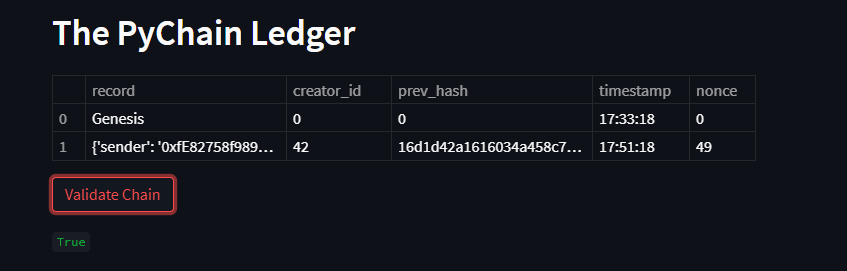 The PyChain Ledger
record creator_id prev_hash timestamp nonce
0 Genesis 0 0 17:33:18 0
1 {'sender': '0xfE82758f989... 42 16d1d42a1616034a458c7... 17:51:18 49
Validate Chain
True